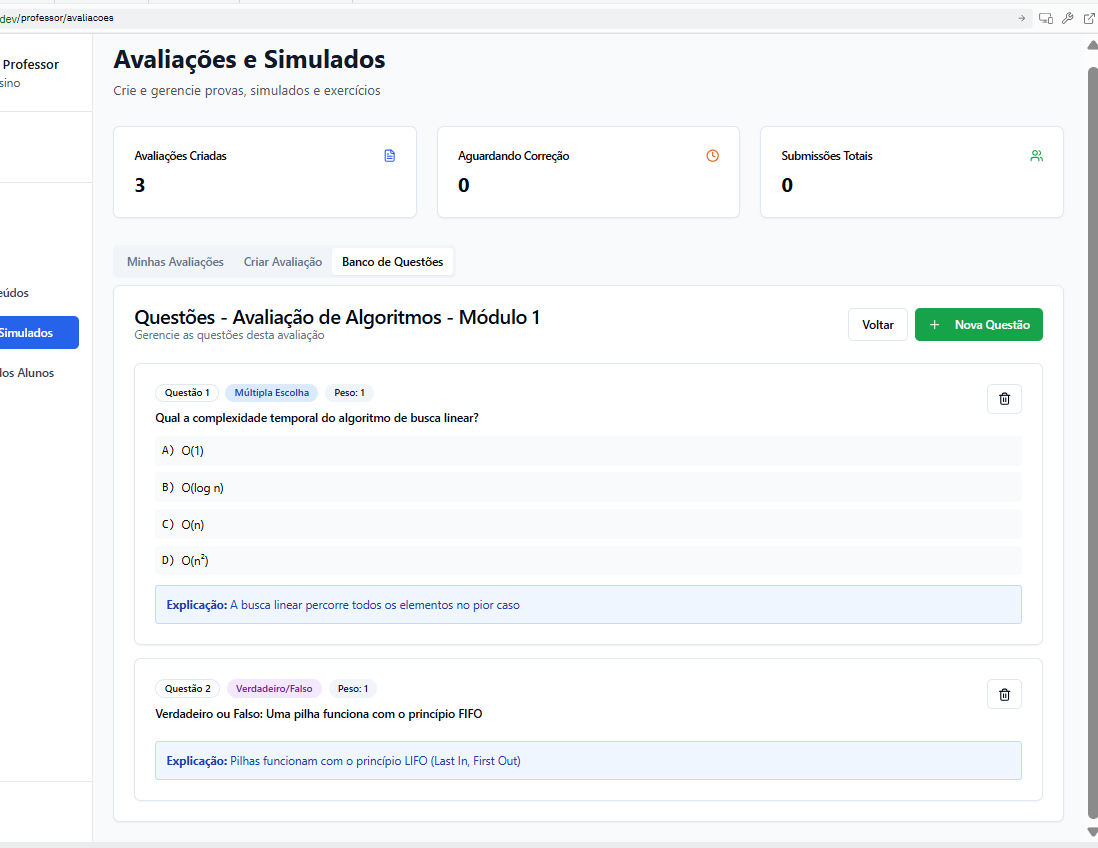 dev/professor/avaliacoes
Professor
sino
Avaliações e Simulados
Crie e gerencie provas, simulados e exercícios
Avaliações Criadas
3
Aguardando Correção
0
Submissões Totais
0
Minhas Avaliações
Criar Avaliação
Banco de Questões
eúdos
Simulados
los Alunos
Questões - Avaliação de Algoritmos - Módulo 1
Gerencie as questões desta avaliação
Voltar
+ Nova Questão
Questão 1 Múltipla Escolha Peso: 1
Qual a complexidade temporal do algoritmo de busca linear?
A) O(1)
B) O(log n)
C) O(n)
D) O(n²)
Explicação: A busca linear percorre todos os elementos no pior caso
Questão 2 Verdadeiro/Falso Peso: 1
Verdadeiro ou Falso: Uma pilha funciona com o princípio FIFO
Explicação: Pilhas funcionam com o princípio LIFO (Last In, First Out)